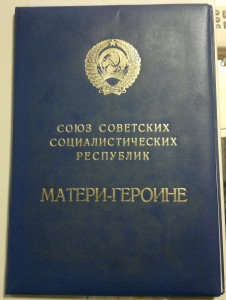 СОЮЗ СОВЕТСКИХ
СОЦИАЛИСТИЧЕСКИХ
РЕСПУБЛИК
МАТЕРИ-ГЕРОИНЕ